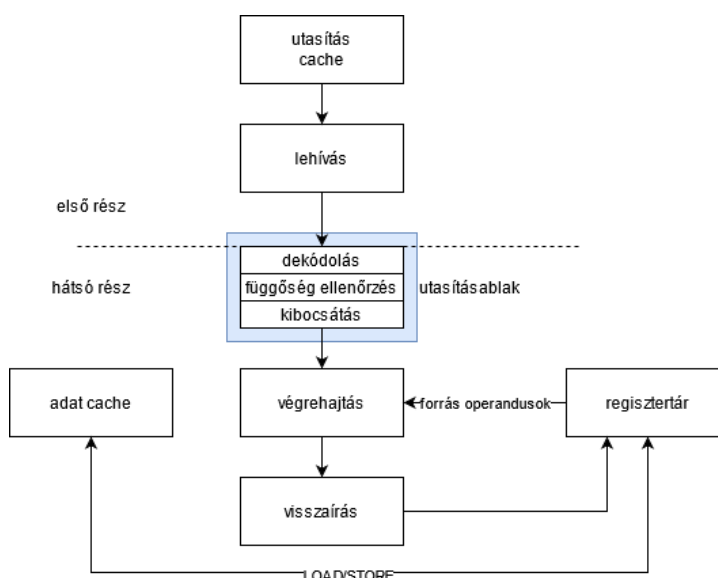 utasítás
cache
lehívás
első rész
dekódolás
hátsó rész
függőség ellenőrzés
utasításablak
kibocsátás
adat cache
végrehajtás
forrás operandusok
regisztertár
visszaírás
LOAD/STORE